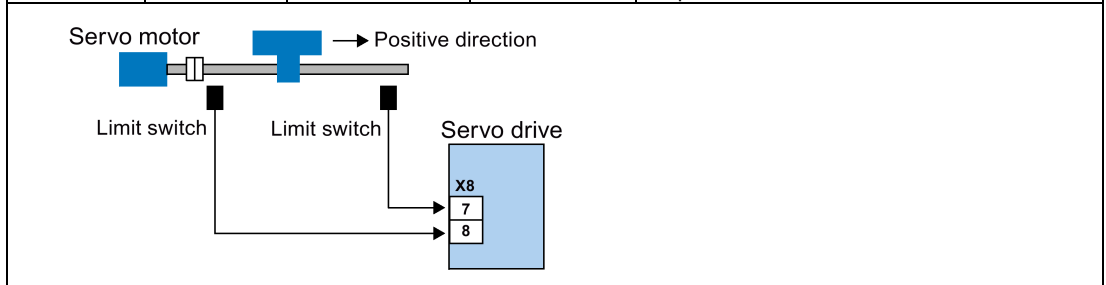 Servo motor
Positive direction
Limit switch
Limit switch
Servo drive
X8
7
8